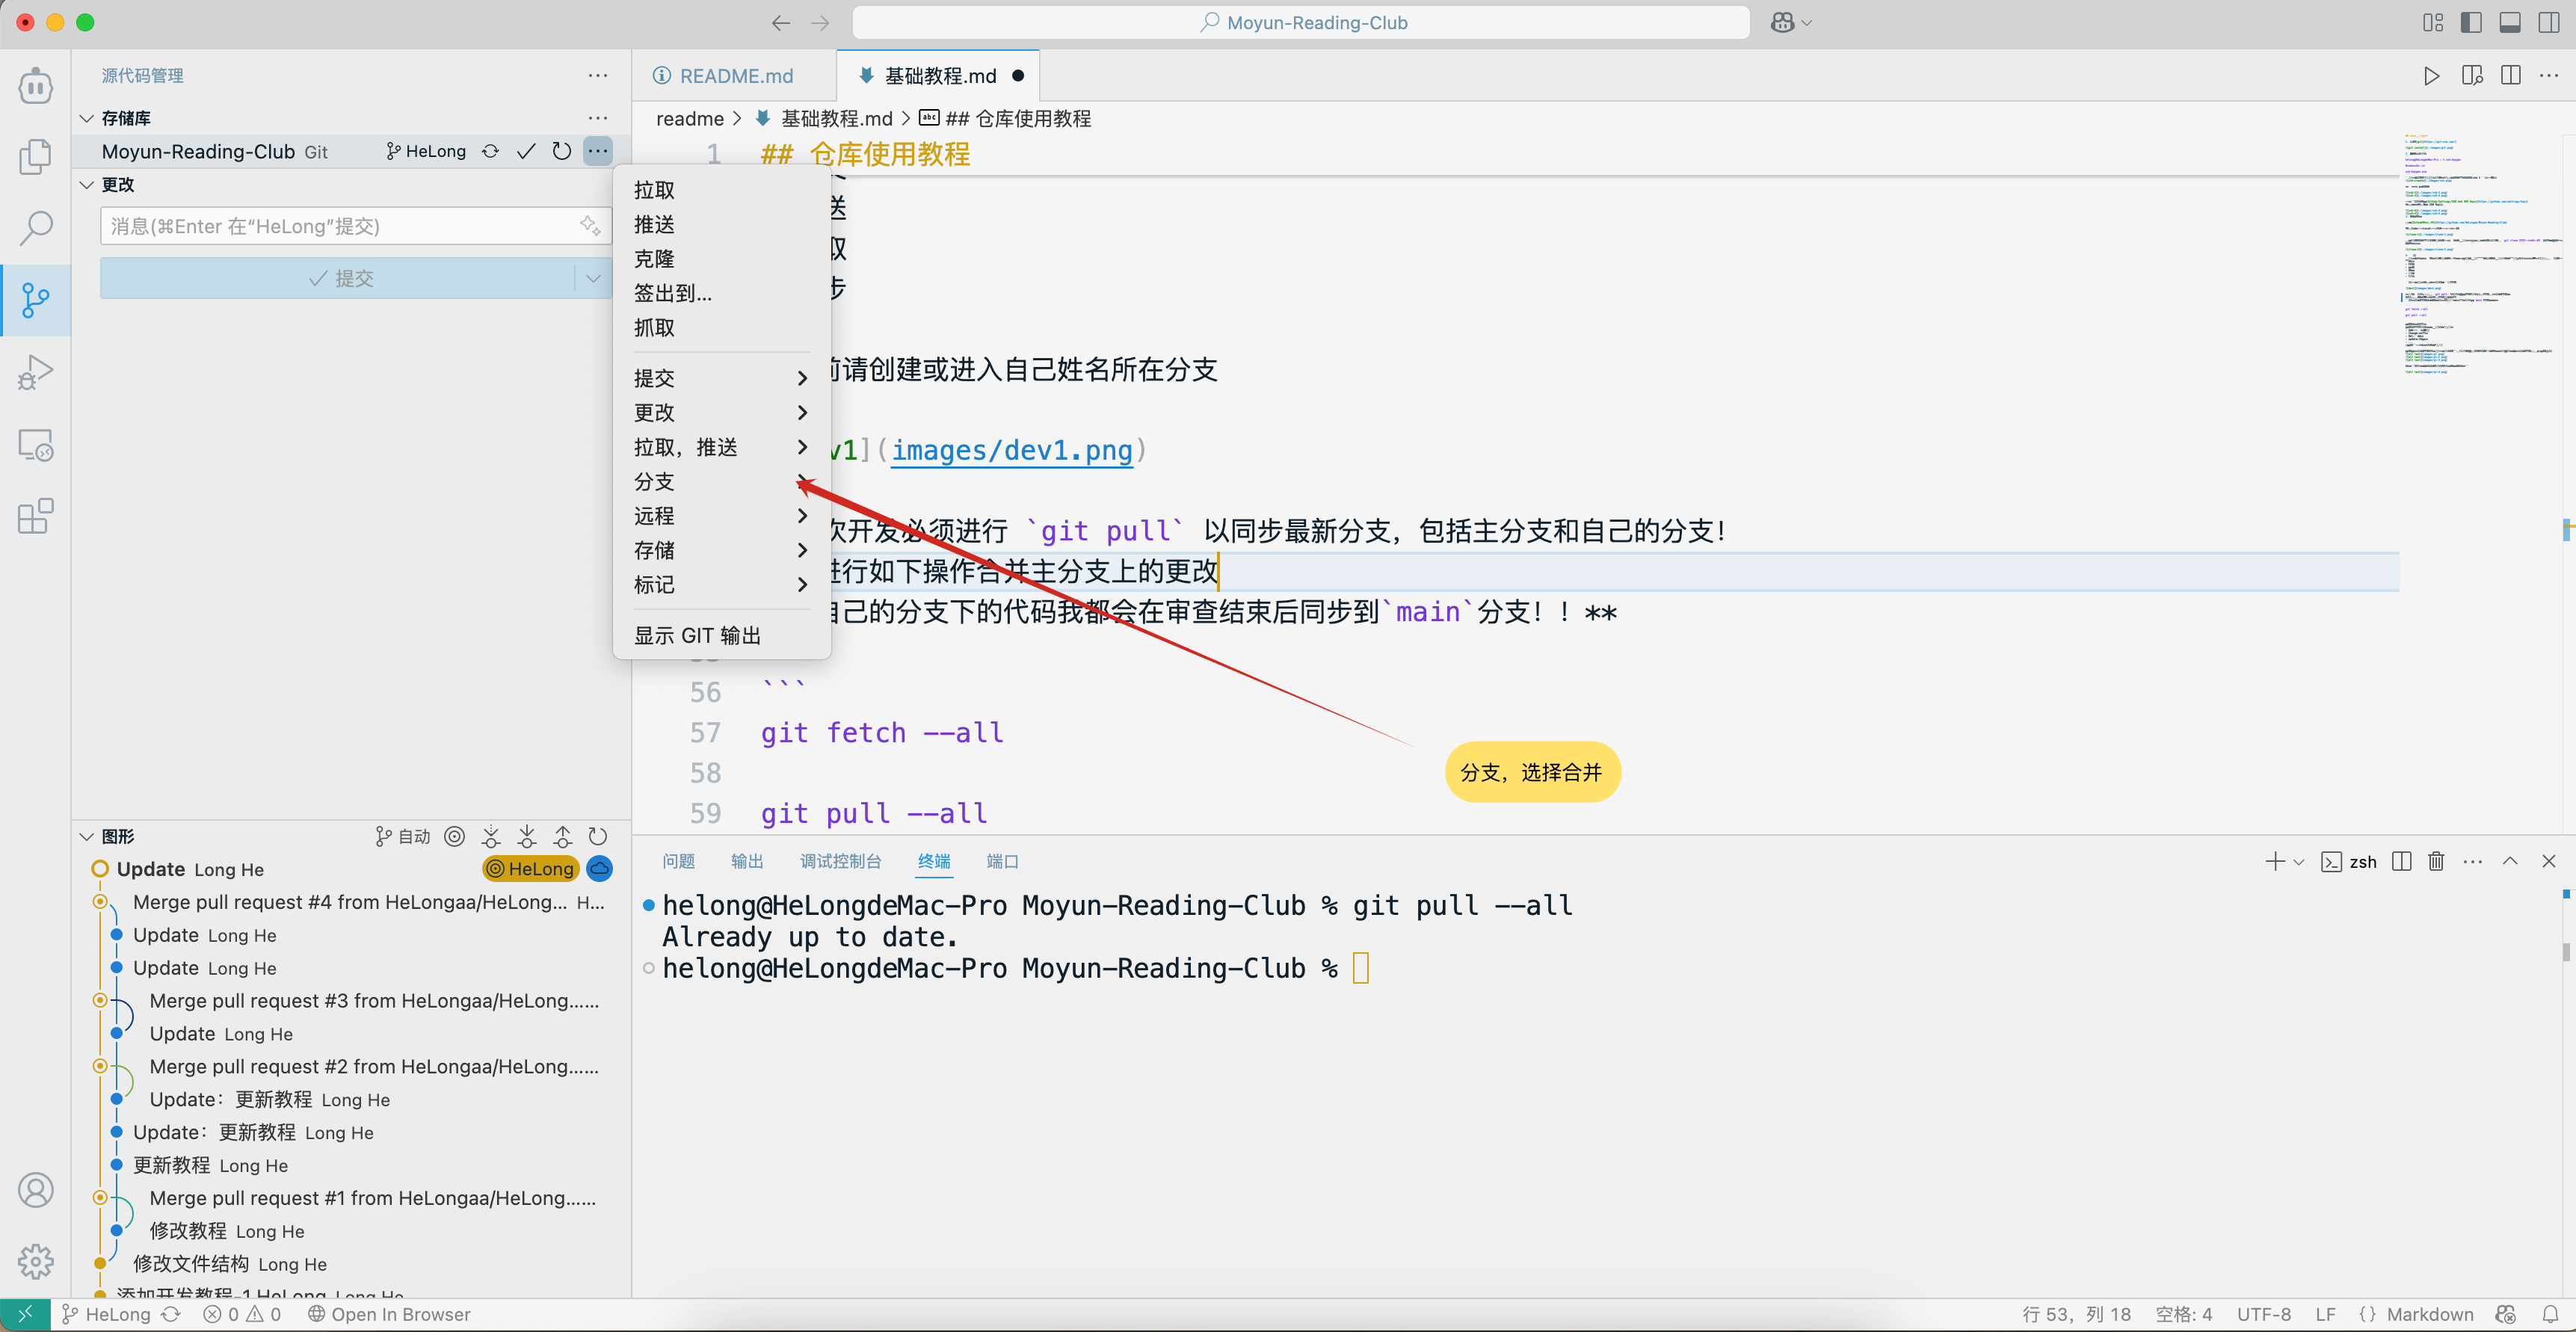 Moyun-Reading-Club
源代码管理
存储库
Moyun-Reading-Club Git HeLong
更改
消息(⌘Enter 在“HeLong”提交)
提交
拉取
推送
克隆
签出到...
抓取
提交
更改
拉取，推送
分支
远程
存储
标记
显示 GIT 输出
README.md
基础教程.md
readme > 基础教程.md > ## 仓库使用教程
1 ## 仓库使用教程
送
取
步
前请创建或进入自己姓名所在分支
v1](images/dev1.png)
次开发必须进行 `git pull` 以同步最新分支，包括主分支和自己的分支！
进行如下操作合并主分支上的更改
自己的分支下的代码我都会在审查结束后同步到`main`分支！！**
56 ```
57 git fetch --all
58
59 git pull --all
分支，选择合并
图形
自动
Update Long He HeLong
Merge pull request #4 from HeLongaa/HeLong... H...
Update Long He
Update Long He
Merge pull request #3 from HeLongaa/HeLong......
Update Long He
Merge pull request #2 from HeLongaa/HeLong......
Update：更新教程 Long He
Update：更新教程 Long He
更新教程 Long He
Merge pull request #1 from HeLongaa/HeLong......
修改教程 Long He
修改文件结构 Long He
添加开发教程-1 HeLong Long He
问题 输出 调试控制台 终端 端口
zsh
helong@HeLongdeMac-Pro Moyun-Reading-Club % git pull --all
Already up to date.
helong@HeLongdeMac-Pro Moyun-Reading-Club %
HeLong 0 0 Open In Browser
行 53，列 18 空格: 4 UTF-8 LF {} Markdown